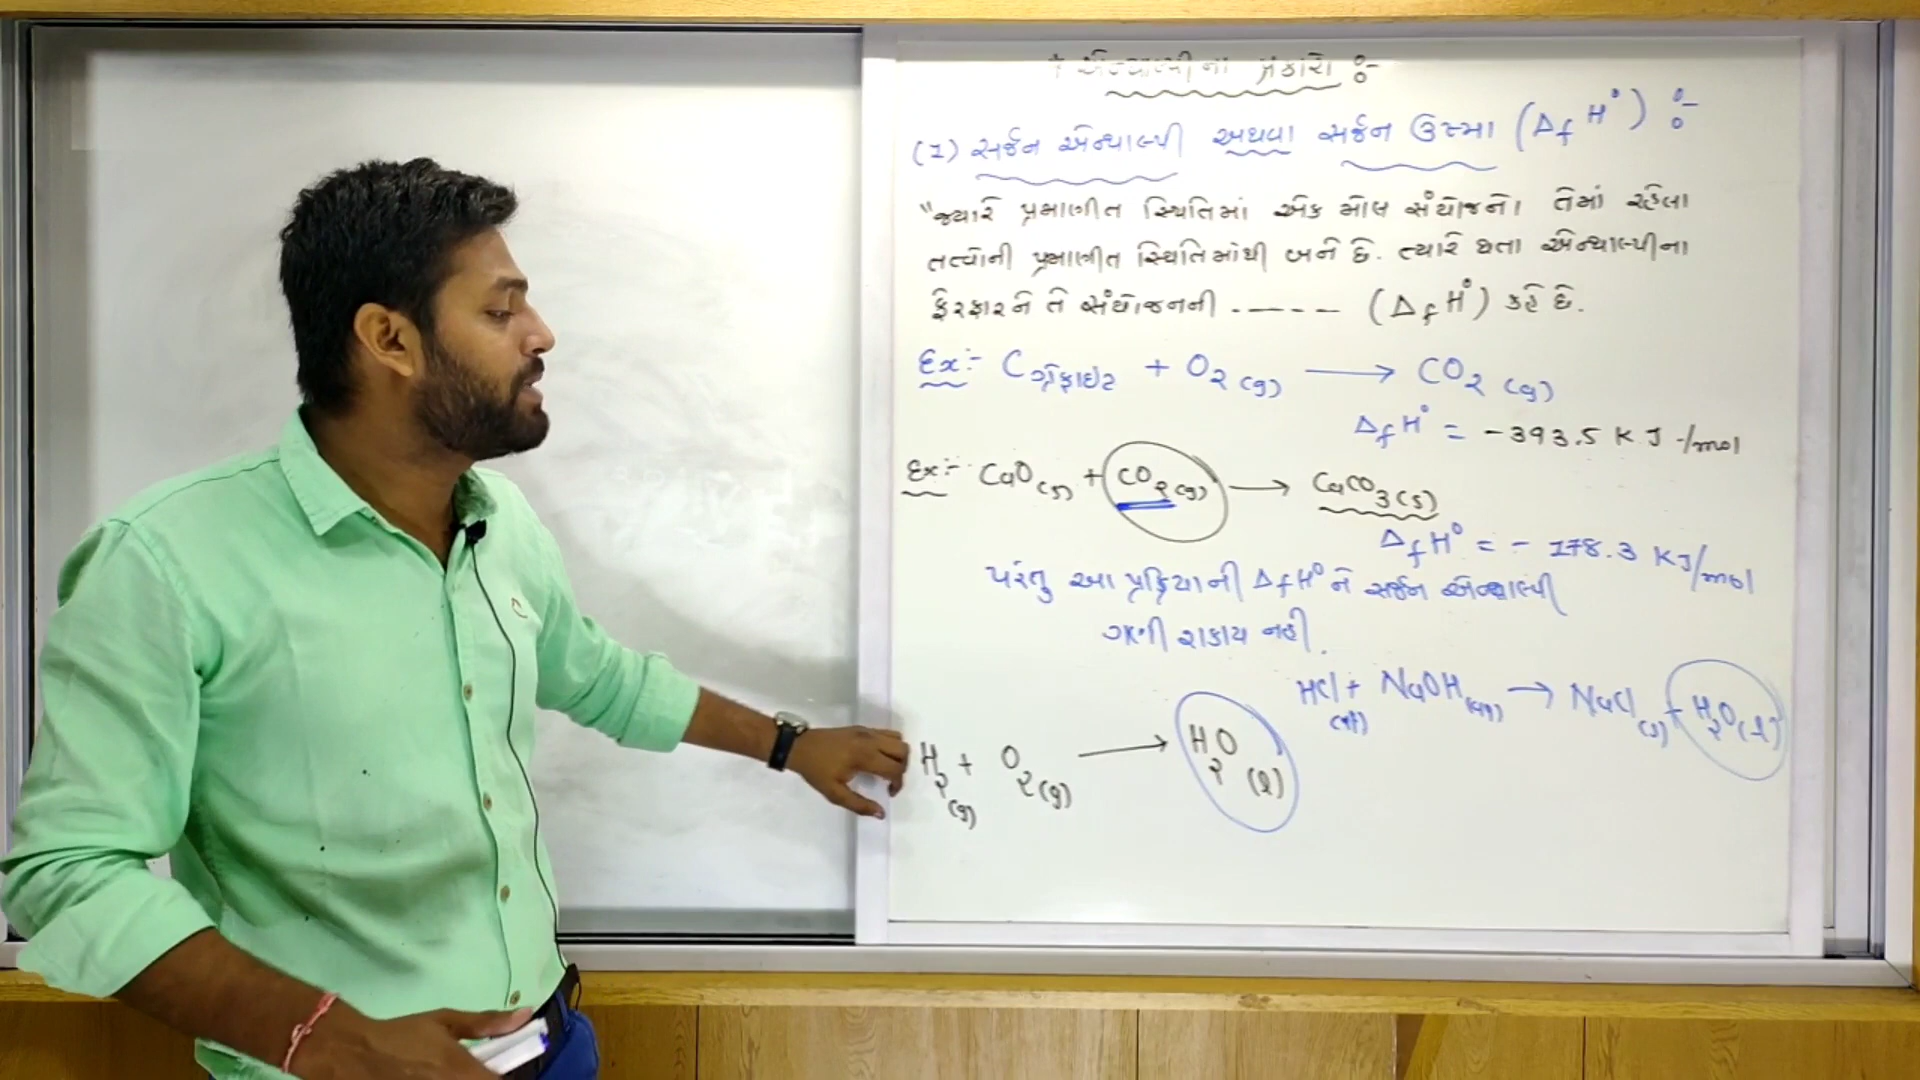 * એન્થાલ્પીના પ્રકારો :-
(1) સર્જન એન્થાલ્પી અથવા સર્જન ઉષ્મા (ΔfH°) :-
"જ્યારે પ્રમાણીત સ્થિતિમાં એક મોલ સંયોજનો તેમાં રહેલા
તત્વોની પ્રમાણીત સ્થિતિમાંથી બને છે. ત્યારે થતા એન્થાલ્પીના
ફેરફારને તે સંયોજનની ----- (ΔfH°) કહે છે.
Ex:- C ગ્રેફાઇટ + O2 (g) ⟶ CO2 (g)
ΔfH° = -393.5 KJ/mol
Ex:- CaO(s) + CO2(g) ⟶ CaCO3(s)
ΔfH° = - 178.3 KJ/mol
પરંતુ આ પ્રક્રિયાની ΔfH° ને સર્જન એન્થાલ્પી
ગણી શકાય નહી.
HCl(aq) + NaOH(aq) ⟶ NaCl(s) + H2O(l)
H2(g) + O2(g) ⟶ H2O(l)